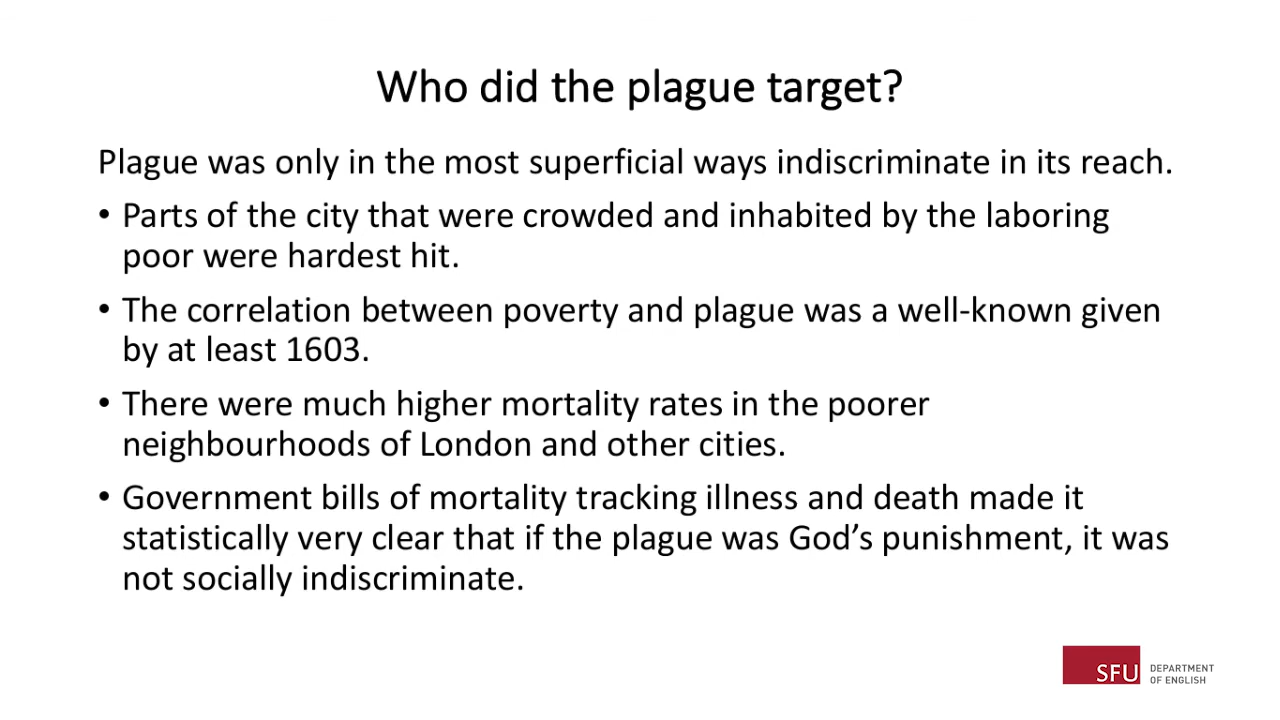 Who did the plague target?
Plague was only in the most superficial ways indiscriminate in its reach.
• Parts of the city that were crowded and inhabited by the laboring
poor were hardest hit.
• The correlation between poverty and plague was a well-known given
by at least 1603.
• There were much higher mortality rates in the poorer
neighbourhoods of London and other cities.
• Government bills of mortality tracking illness and death made it
statistically very clear that if the plague was God’s punishment, it was
not socially indiscriminate.
SFU
DEPARTMENT
OF ENGLISH